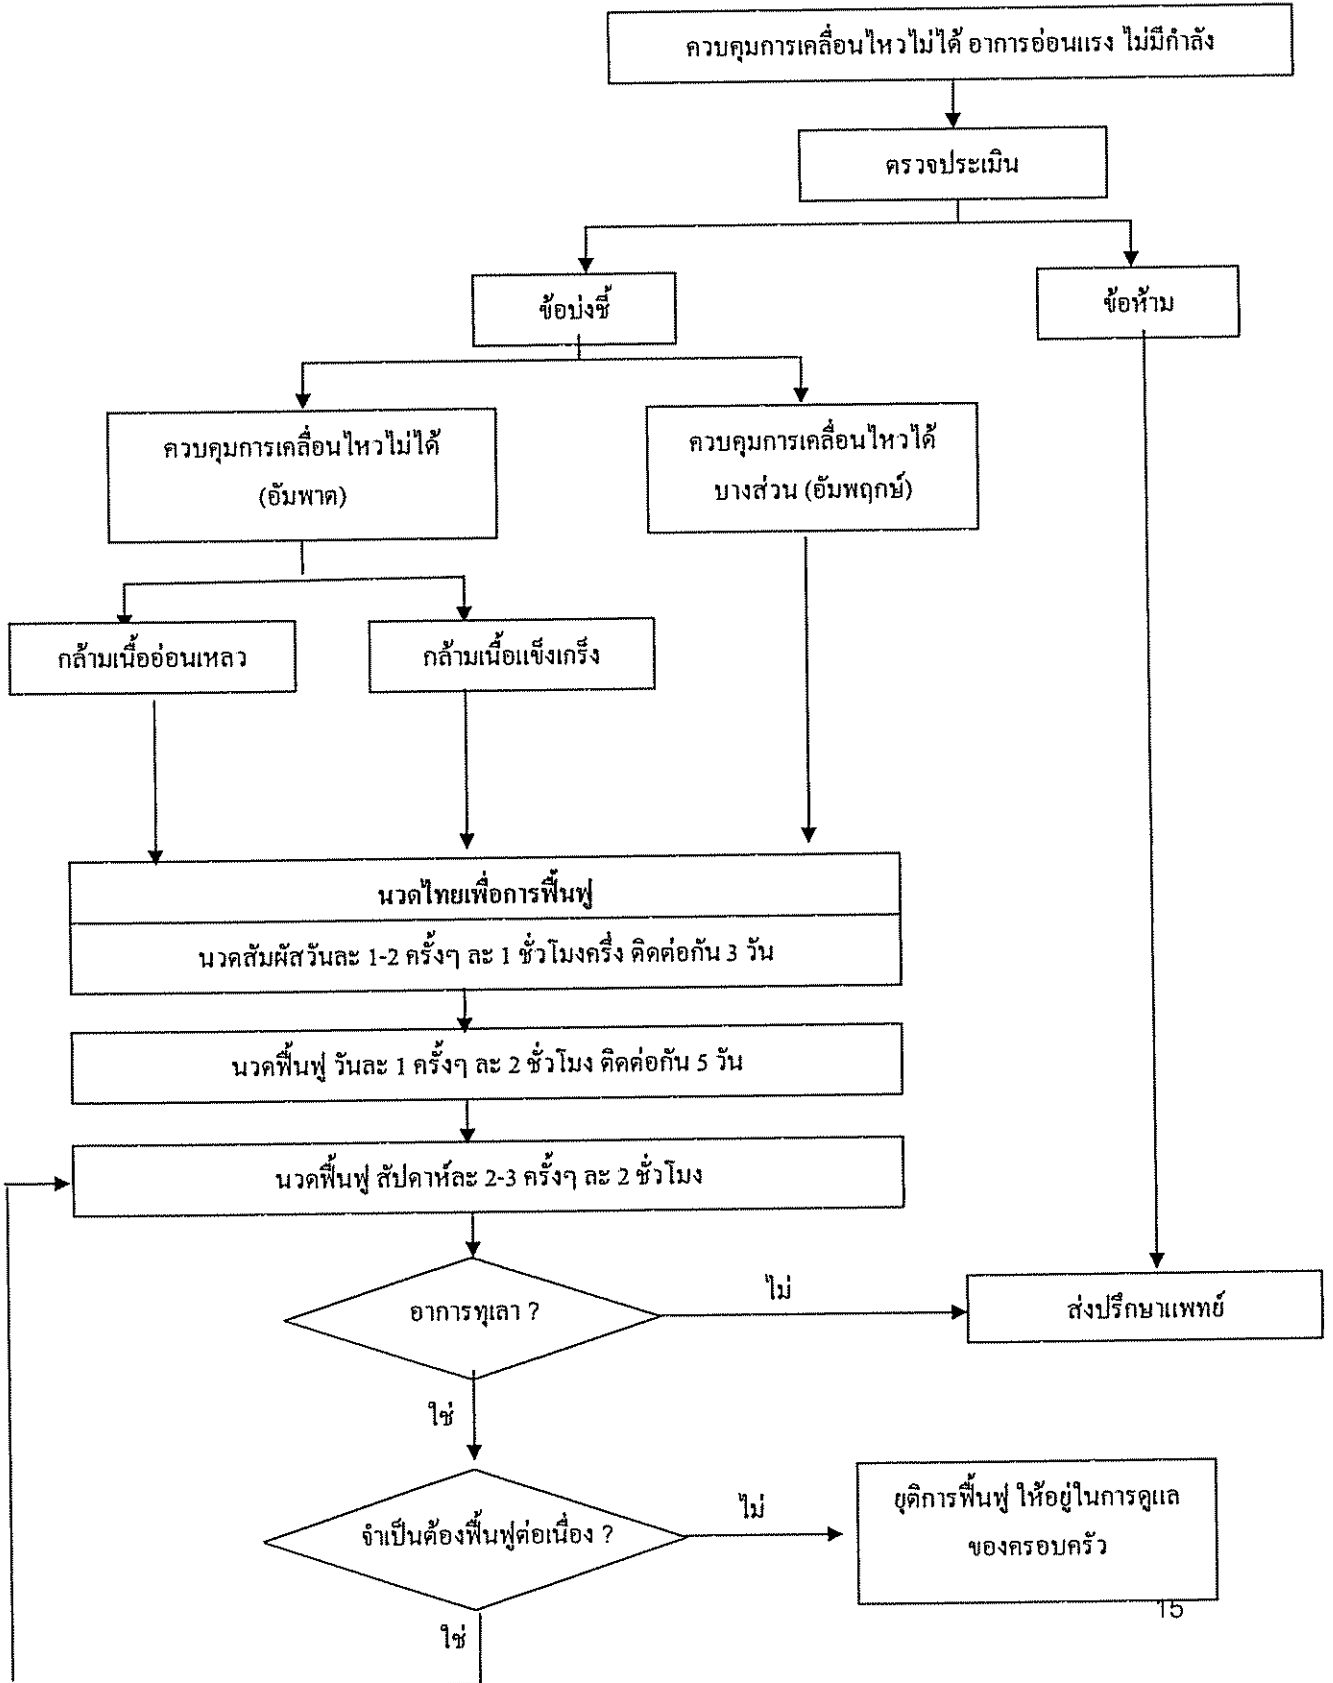 ควบคุมการเคลื่อนไหวไม่ได้ อาการอ่อนแรง ไม่มีกำลัง
ตรวจประเมิน
ข้อบ่งชี้
ข้อห้าม
ควบคุมการเคลื่อนไหวไม่ได้
(อัมพาต)
ควบคุมการเคลื่อนไหวได้
บางส่วน (อัมพฤกษ์)
กล้ามเนื้ออ่อนเหลว
กล้ามเนื้อแข็งเกร็ง
นวดไทยเพื่อการฟื้นฟู
นวดสัมผัสวันละ 1-2 ครั้งๆ ละ 1 ชั่วโมงครึ่ง ติดต่อกัน 3 วัน
นวดฟื้นฟู วันละ 1 ครั้งๆ ละ 2 ชั่วโมง ติดต่อกัน 5 วัน
นวดฟื้นฟู สัปดาห์ละ 2-3 ครั้งๆ ละ 2 ชั่วโมง
อาการทุเลา ?
ไม่
ส่งปรึกษาแพทย์
ใช่
จำเป็นต้องฟื้นฟูต่อเนื่อง ?
ไม่
ยุติการฟื้นฟู ให้อยู่ในการดูแล
ของครอบครัว
15
ใช่